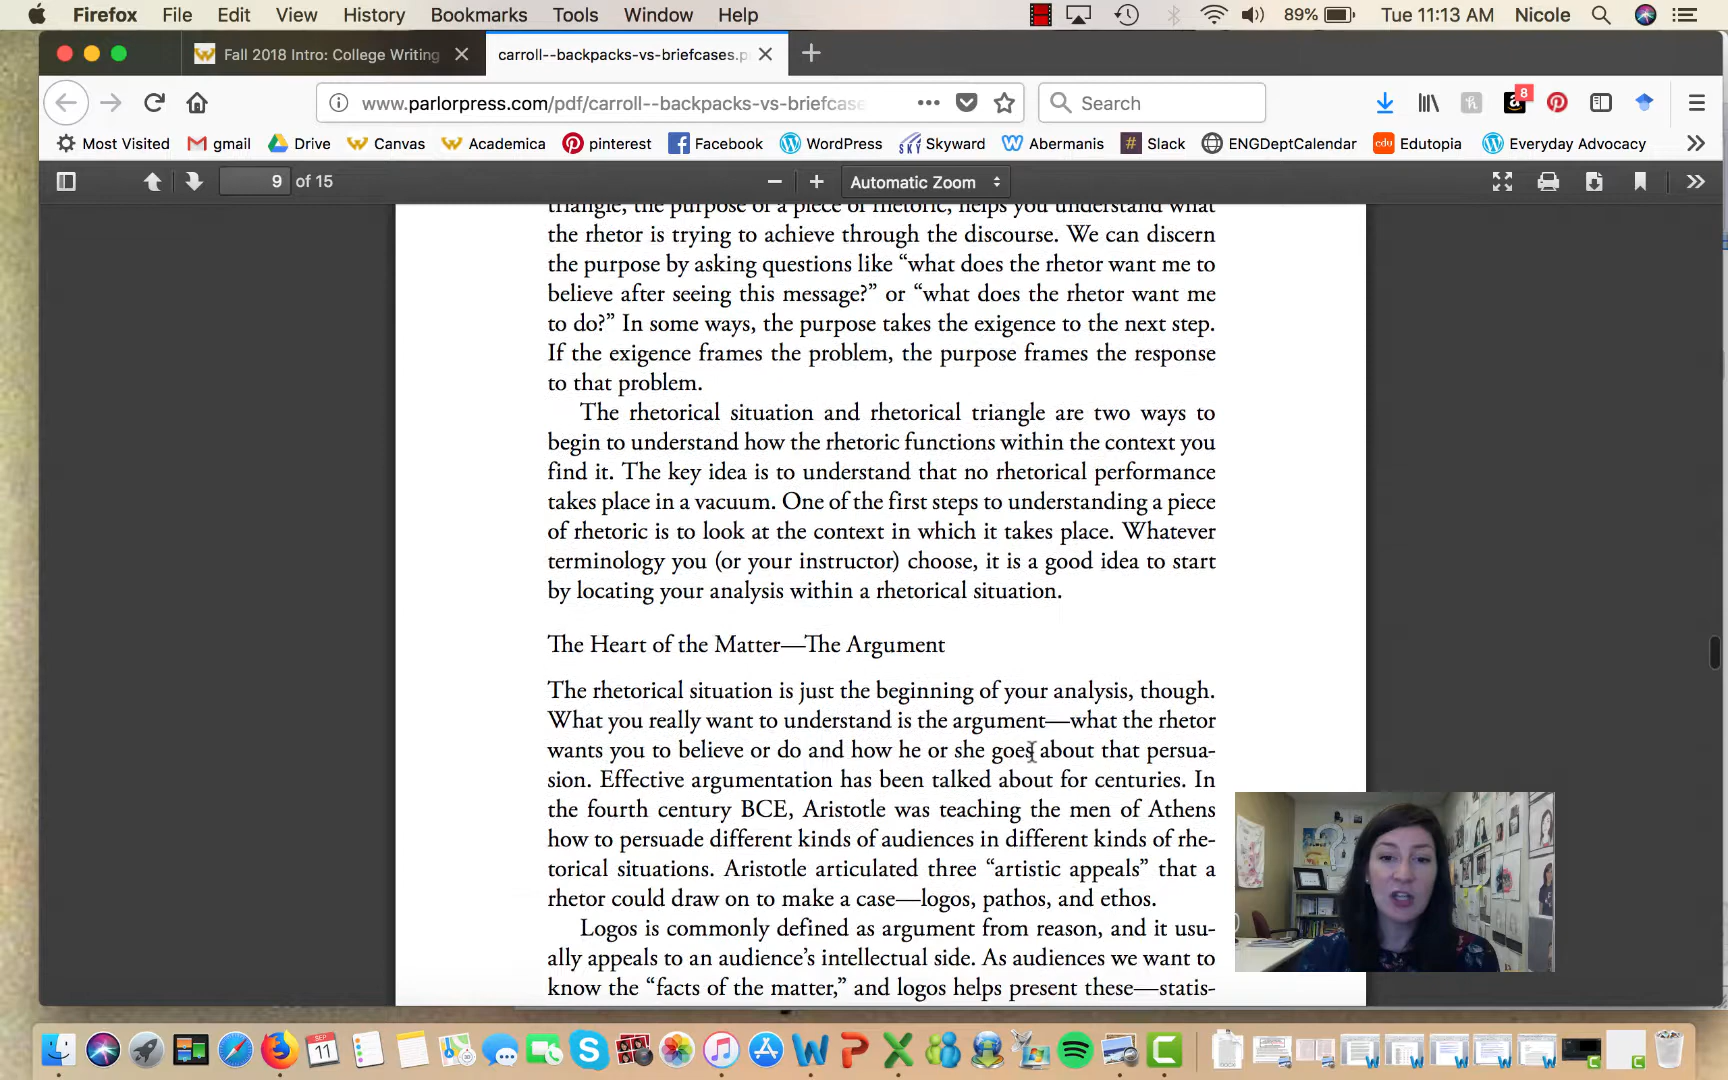 Firefox File Edit View History Bookmarks Tools Window Help 89% Tue 11:13 AM Nicole
Fall 2018 Intro: College Writing carroll--backpacks-vs-briefcases.p
www.parlorpress.com/pdf/carroll--backpacks-vs-briefcase Search 8
Most Visited gmail Drive Canvas Academica pinterest Facebook WordPress Skyward Abermanis Slack ENGDeptCalendar Edutopia Everyday Advocacy
9 of 15 Automatic Zoom
triangle, the purpose of a piece of rhetoric, helps you understand what
the rhetor is trying to achieve through the discourse. We can discern
the purpose by asking questions like “what does the rhetor want me to
believe after seeing this message?” or “what does the rhetor want me
to do?” In some ways, the purpose takes the exigence to the next step.
If the exigence frames the problem, the purpose frames the response
to that problem.
The rhetorical situation and rhetorical triangle are two ways to
begin to understand how the rhetoric functions within the context you
find it. The key idea is to understand that no rhetorical performance
takes place in a vacuum. One of the first steps to understanding a piece
of rhetoric is to look at the context in which it takes place. Whatever
terminology you (or your instructor) choose, it is a good idea to start
by locating your analysis within a rhetorical situation.
The Heart of the Matter—The Argument
The rhetorical situation is just the beginning of your analysis, though.
What you really want to understand is the argument—what the rhetor
wants you to believe or do and how he or she goes about that persua-
sion. Effective argumentation has been talked about for centuries. In
the fourth century BCE, Aristotle was teaching the men of Athens
how to persuade different kinds of audiences in different kinds of rhe-
torical situations. Aristotle articulated three “artistic appeals” that a
rhetor could draw on to make a case—logos, pathos, and ethos.
Logos is commonly defined as argument from reason, and it usu-
ally appeals to an audience’s intellectual side. As audiences we want to
know the “facts of the matter,” and logos helps present these—statis-
SEP
11